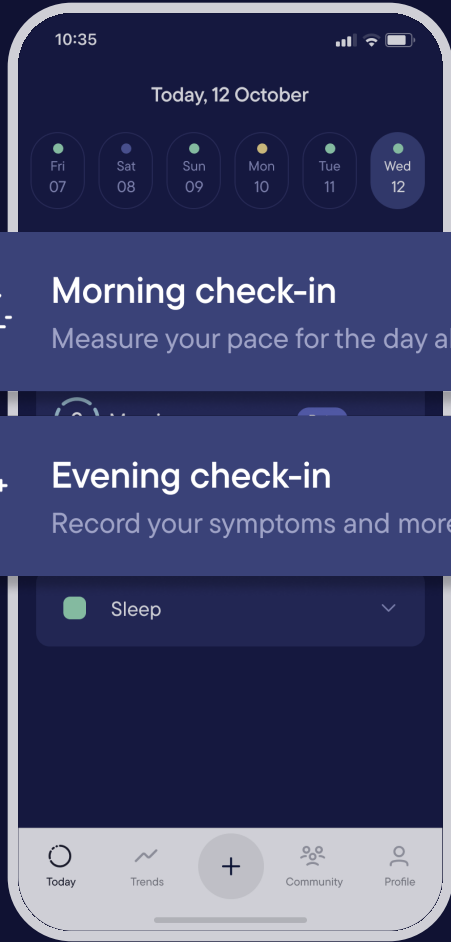 10:35
Today, 12 October
Fri Sat Sun Mon Tue Wed
07 08 09 10 11 12
Morning check-in
Measure your pace for the day
Evening check-in
Record your symptoms and more
Sleep
Today Trends Community Profile